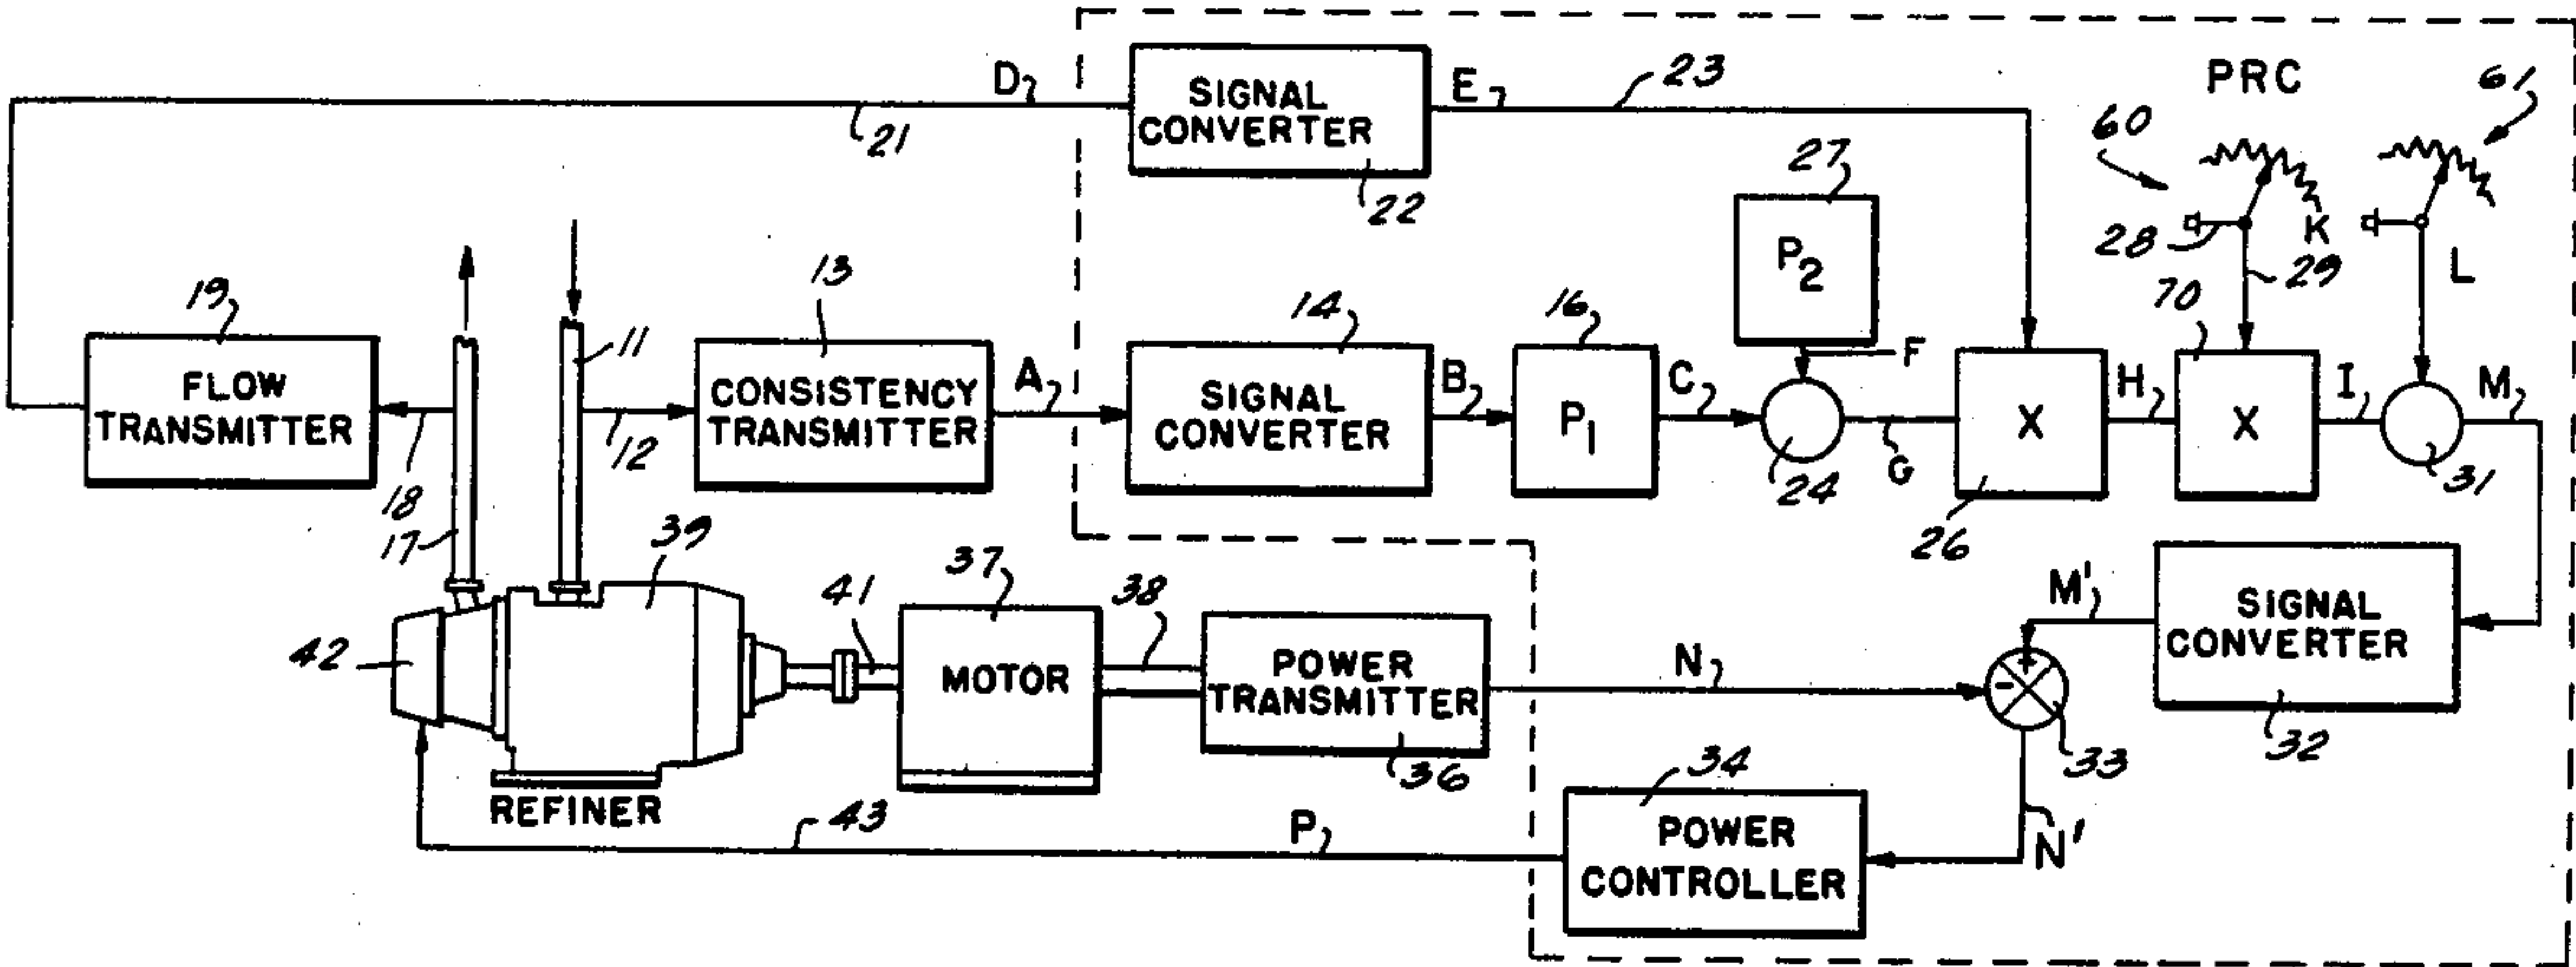 D
SIGNAL
CONVERTER
22
E
23
21
PRC
60
61
28
29
K
L
27
P2
F
19
FLOW
TRANSMITTER
18
17
11
12
13
CONSISTENCY
TRANSMITTER
A
14
SIGNAL
CONVERTER
B
16
P1
C
24
G
X
26
H
70
X
I
31
M
39
42
REFINER
41
37
MOTOR
38
POWER
TRANSMITTER
36
N
M'
+
-
33
SIGNAL
CONVERTER
32
N'
34
POWER
CONTROLLER
P
43